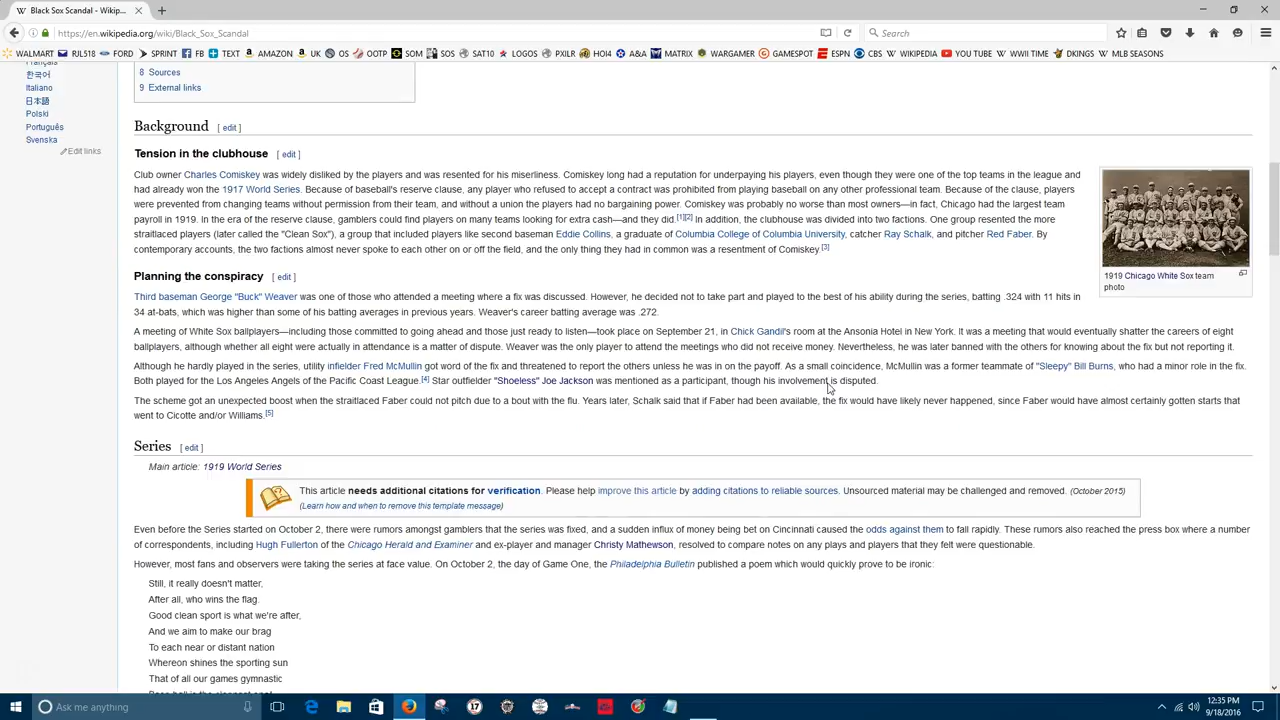 Black Sox Scandal - Wikip...
https://en.wikipedia.org/wiki/Black_Sox_Scandal
Search
WALMART RJL518 FORD SPRINT FB TEXT AMAZON UK OS OOTP SOM SOS SAT10 LOGOS PIXLR HOI4 A&A MATRIX WARGAMER GAMESPOT ESPN CBS WIKIPEDIA YOU TUBE WWII TIME DKINGS MLB SEASONS
Français
한국어
Italiano
日本語
Polski
Português
Svenska
Edit links
8 Sources
9 External links
Background [ edit ]
Tension in the clubhouse [ edit ]
Club owner Charles Comiskey was widely disliked by the players and was resented for his miserliness. Comiskey long had a reputation for underpaying his players, even though they were one of the top teams in the league and
had already won the 1917 World Series. Because of baseball's reserve clause, any player who refused to accept a contract was prohibited from playing baseball on any other professional team. Because of the clause, players
were prevented from changing teams without permission from their team, and without a union the players had no bargaining power. Comiskey was probably no worse than most owners—in fact, Chicago had the largest team
payroll in 1919. In the era of the reserve clause, gamblers could find players on many teams looking for extra cash—and they did.[1][2] In addition, the clubhouse was divided into two factions. One group resented the more
straitlaced players (later called the "Clean Sox"), a group that included players like second baseman Eddie Collins, a graduate of Columbia College of Columbia University, catcher Ray Schalk, and pitcher Red Faber. By
contemporary accounts, the two factions almost never spoke to each other on or off the field, and the only thing they had in common was a resentment of Comiskey.[3]
1919 Chicago White Sox team
photo
Planning the conspiracy [ edit ]
Third baseman George "Buck" Weaver was one of those who attended a meeting where a fix was discussed. However, he decided not to take part and played to the best of his ability during the series, batting .324 with 11 hits in
34 at-bats, which was higher than some of his batting averages in previous years. Weaver's career batting average was .272.
A meeting of White Sox ballplayers—including those committed to going ahead and those just ready to listen—took place on September 21, in Chick Gandil's room at the Ansonia Hotel in New York. It was a meeting that would eventually shatter the careers of eight
ballplayers, although whether all eight were actually in attendance is a matter of dispute. Weaver was the only player to attend the meetings who did not receive money. Nevertheless, he was later banned with the others for knowing about the fix but not reporting it.
Although he hardly played in the series, utility infielder Fred McMullin got word of the fix and threatened to report the others unless he was in on the payoff. As a small coincidence, McMullin was a former teammate of "Sleepy" Bill Burns, who had a minor role in the fix.
Both played for the Los Angeles Angels of the Pacific Coast League.[4] Star outfielder "Shoeless" Joe Jackson was mentioned as a participant, though his involvement is disputed.
The scheme got an unexpected boost when the straitlaced Faber could not pitch due to a bout with the flu. Years later, Schalk said that if Faber had been available, the fix would have likely never happened, since Faber would have almost certainly gotten starts that
went to Cicotte and/or Williams.[5]
Series [ edit ]
Main article: 1919 World Series
This article needs additional citations for verification. Please help improve this article by adding citations to reliable sources. Unsourced material may be challenged and removed. (October 2015)
(Learn how and when to remove this template message)
Even before the Series started on October 2, there were rumors amongst gamblers that the series was fixed, and a sudden influx of money being bet on Cincinnati caused the odds against them to fall rapidly. These rumors also reached the press box where a number
of correspondents, including Hugh Fullerton of the Chicago Herald and Examiner and ex-player and manager Christy Mathewson, resolved to compare notes on any plays and players that they felt were questionable.
However, most fans and observers were taking the series at face value. On October 2, the day of Game One, the Philadelphia Bulletin published a poem which would quickly prove to be ironic:
Still, it really doesn't matter,
After all, who wins the flag.
Good clean sport is what we're after,
And we aim to make our brag
To each near or distant nation
Whereon shines the sporting sun
That of all our games gymnastic
Ask me anything
17
12:35 PM
9/18/2016